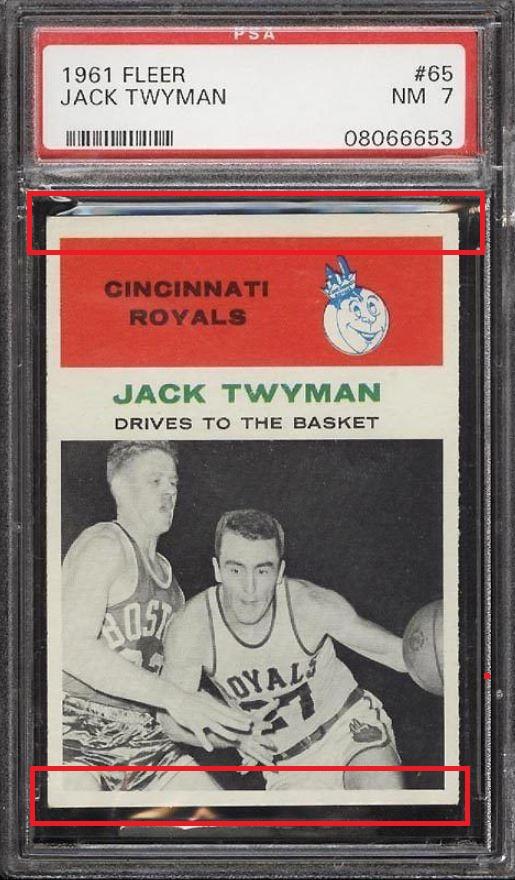 PSA
1961 FLEER #65
JACK TWYMAN NM 7
08066653
CINCINNATI
ROYALS
JACK TWYMAN
DRIVES TO THE BASKET
BOST
ROYALS
27